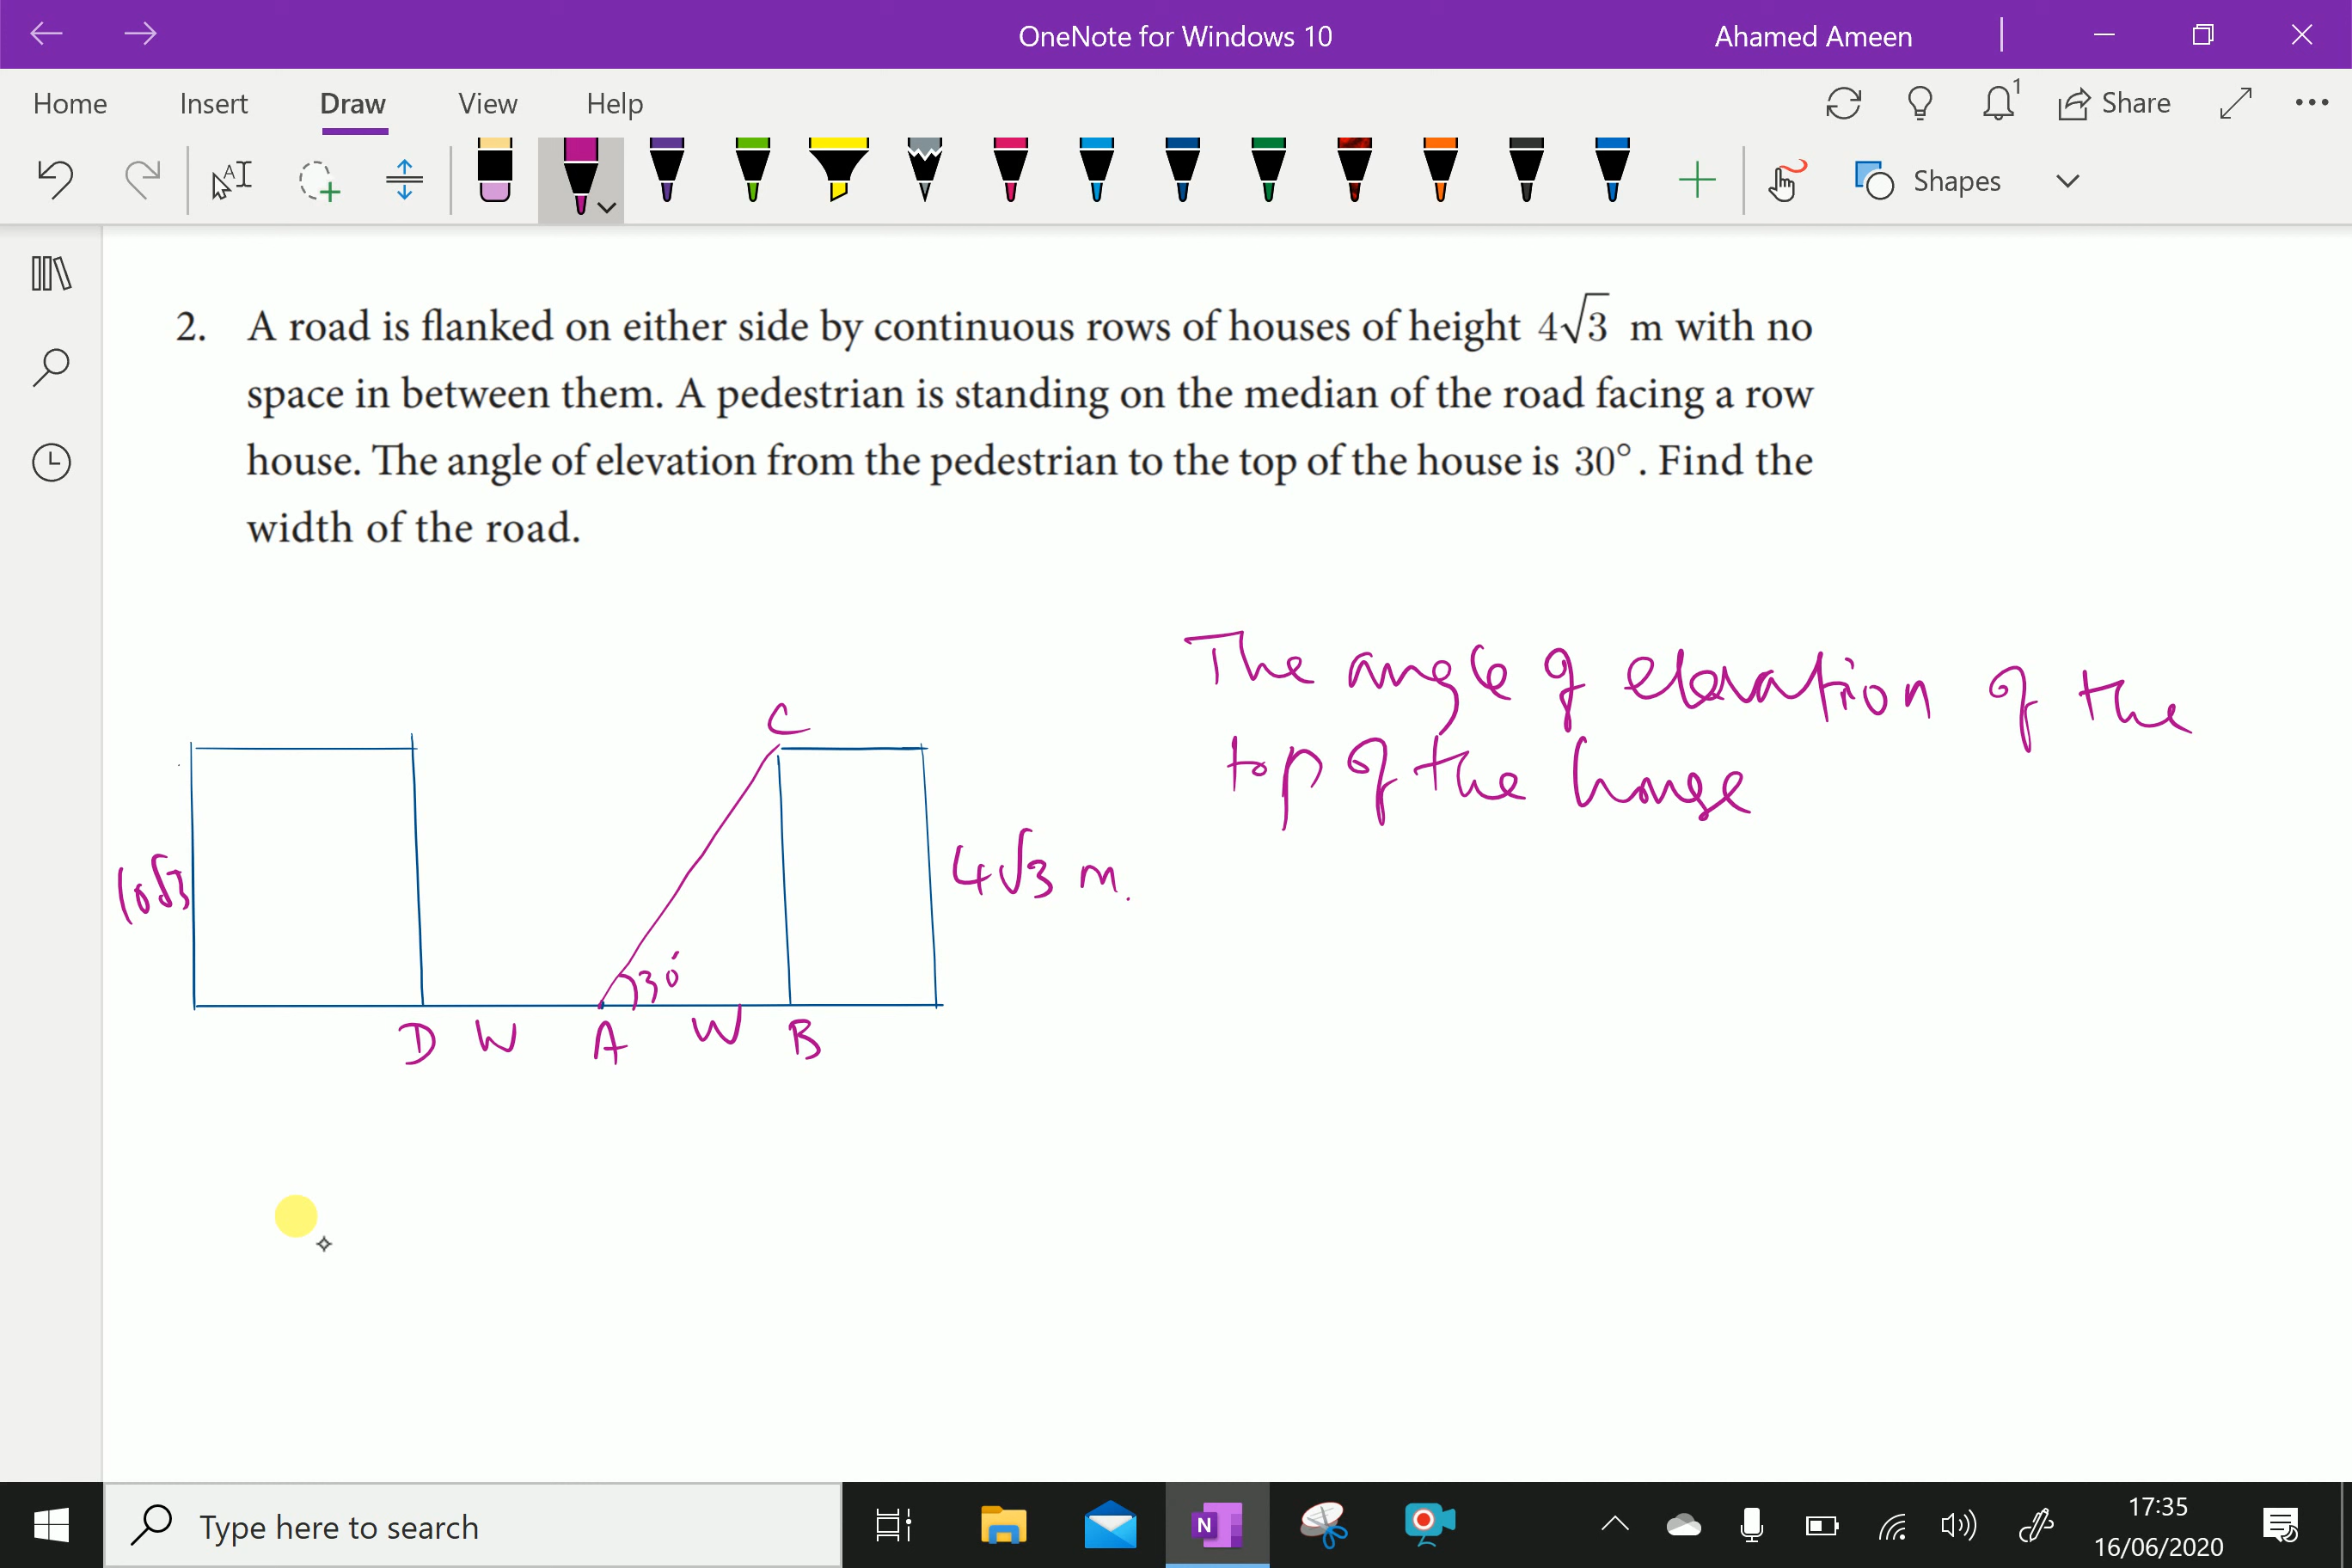 OneNote for Windows 10
Ahamed Ameen
Home Insert Draw View Help
1 Share
Shapes
2. A road is flanked on either side by continuous rows of houses of height 4√3 m with no
space in between them. A pedestrian is standing on the median of the road facing a row
house. The angle of elevation from the pedestrian to the top of the house is 30°. Find the
width of the road.
The angle of elevation of the
top of the house
C
10√3
4√3 m.
30°
D W A W B
Type here to search
N
17:35
16/06/2020